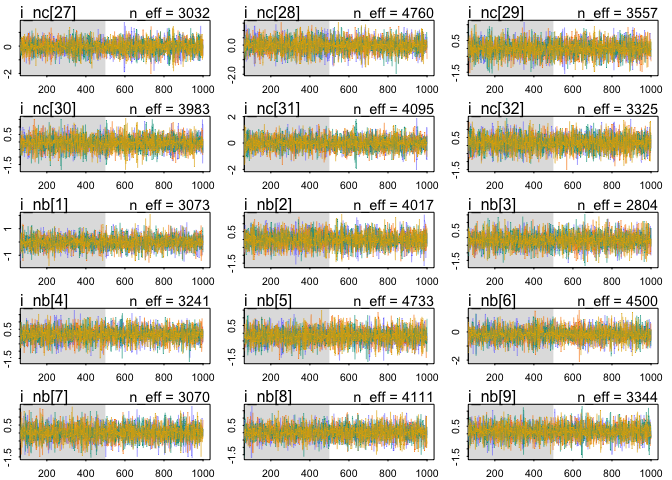 i_nc[27] n_eff = 3032 i_nc[28] n_eff = 4760 i_nc[29] n_eff = 3557
-2 0 -2.0 0.0 -1.5 0.5
200 400 600 800 1000 200 400 600 800 1000 200 400 600 800 1000
i_nc[30] n_eff = 3983 i_nc[31] n_eff = 4095 i_nc[32] n_eff = 3325
-1.5 0.5 -2 0 2 -1.5 0.5
200 400 600 800 1000 200 400 600 800 1000 200 400 600 800 1000
i_nb[1] n_eff = 3073 i_nb[2] n_eff = 4017 i_nb[3] n_eff = 2804
-1 1 -1.5 0.5 -1.5 0.5
200 400 600 800 1000 200 400 600 800 1000 200 400 600 800 1000
i_nb[4] n_eff = 3241 i_nb[5] n_eff = 4733 i_nb[6] n_eff = 4500
-1.5 0.5 -1.5 0.5 -2 0
200 400 600 800 1000 200 400 600 800 1000 200 400 600 800 1000
i_nb[7] n_eff = 3070 i_nb[8] n_eff = 4111 i_nb[9] n_eff = 3344
-1.5 0.5 -1.5 0.5 -1.5 0.5
200 400 600 800 1000 200 400 600 800 1000 200 400 600 800 1000